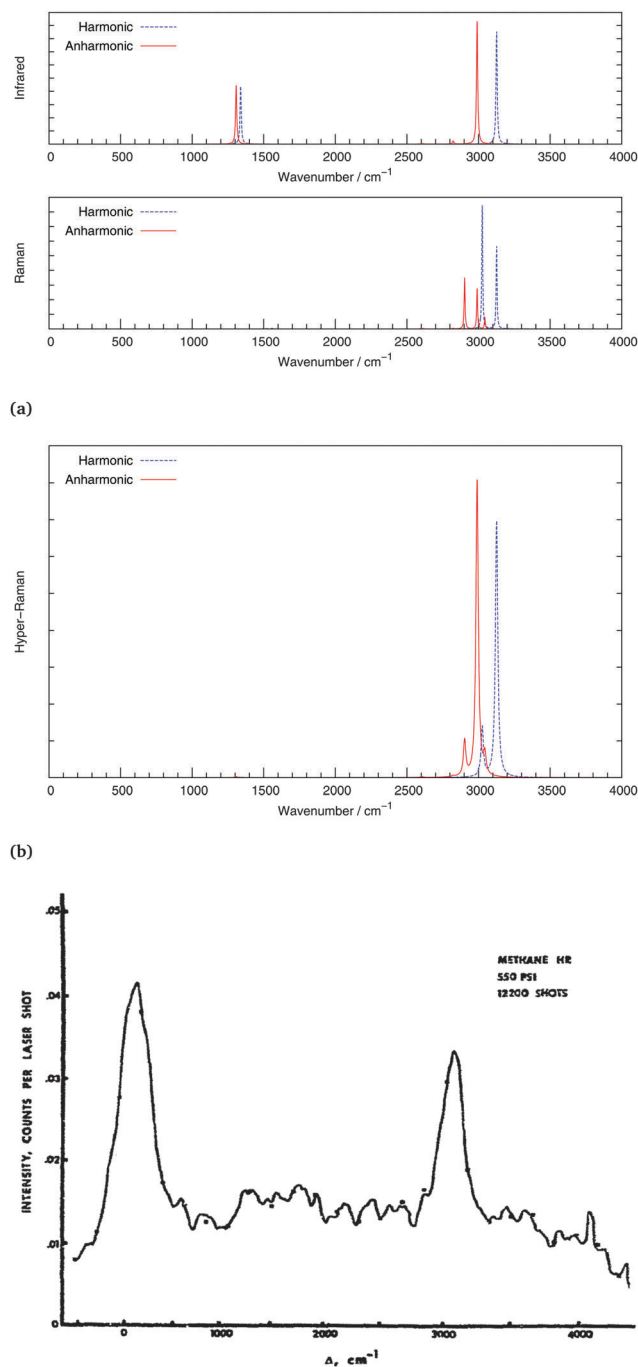 Harmonic
Anharmonic
Infrared
0 500 1000 1500 2000 2500 3000 3500 4000
Wavenumber / cm⁻¹
Harmonic
Anharmonic
Raman
0 500 1000 1500 2000 2500 3000 3500 4000
Wavenumber / cm⁻¹
(a)
Harmonic
Anharmonic
Hyper–Raman
0 500 1000 1500 2000 2500 3000 3500 4000
Wavenumber / cm⁻¹
(b)
.05
METHANE HR
550 PSI
12200 SHOTS
.04
.03
.02
.01
0
INTENSITY, COUNTS PER LASER SHOT
0 1000 2000 3000 4000
Δ, cm⁻¹